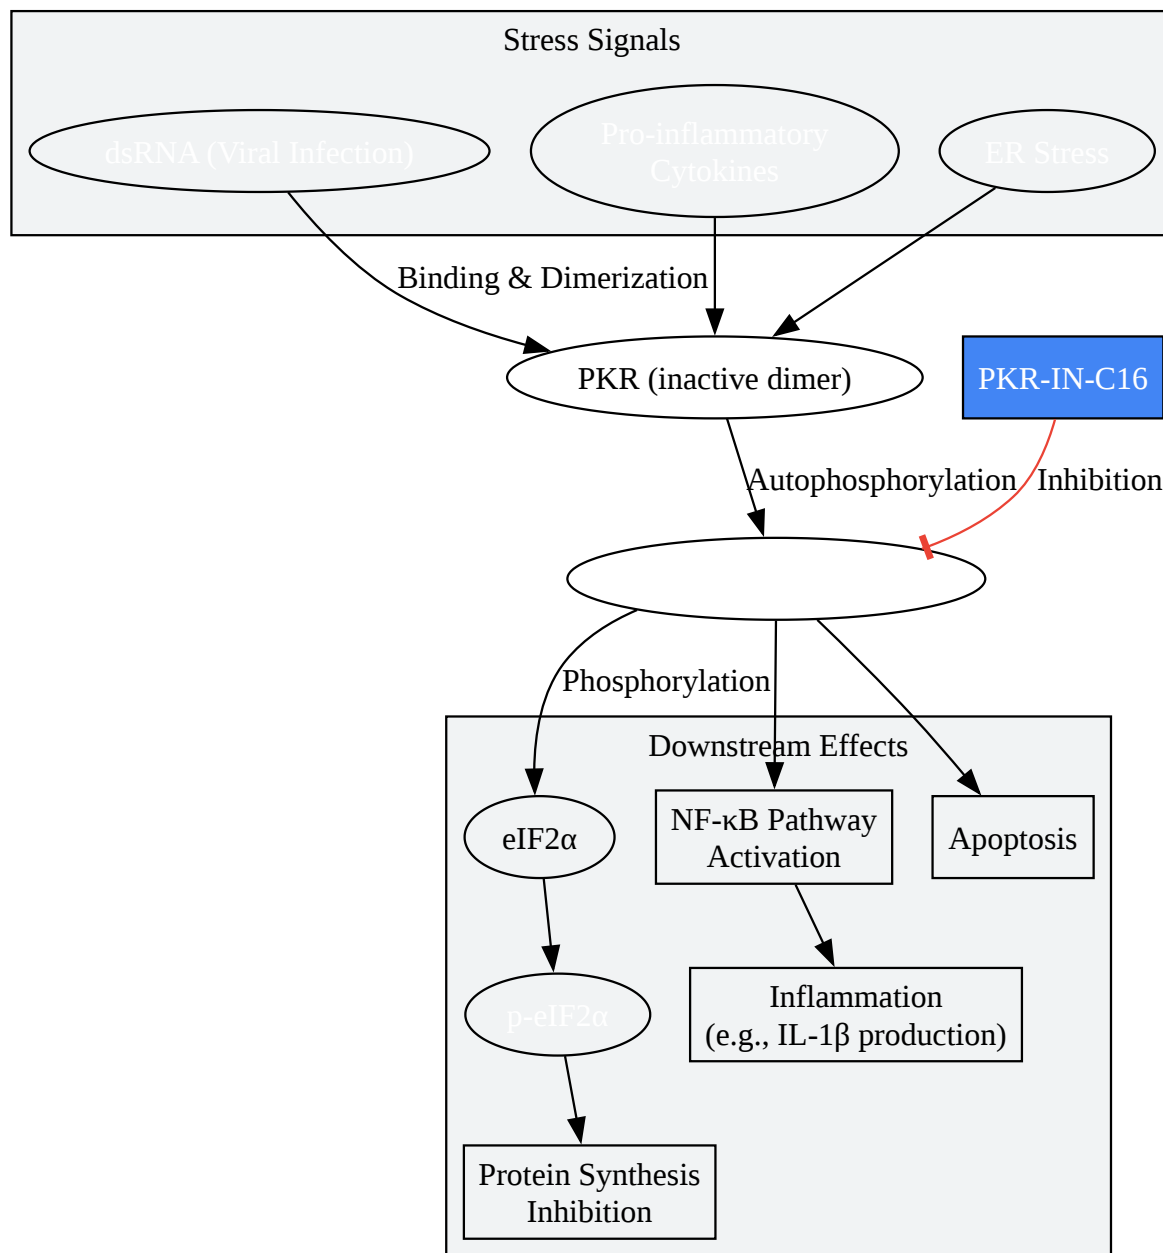 Stress Signals
dsRNA (Viral Infection)
Pro-inflammatory
Cytokines
ER Stress
Binding & Dimerization
PKR (inactive dimer)
PKR-IN-C16
Autophosphorylation
Inhibition
Phosphorylation
Downstream Effects
eIF2α
NF-κB Pathway
Activation
Apoptosis
p-eIF2α
Inflammation
(e.g., IL-1β production)
Protein Synthesis
Inhibition